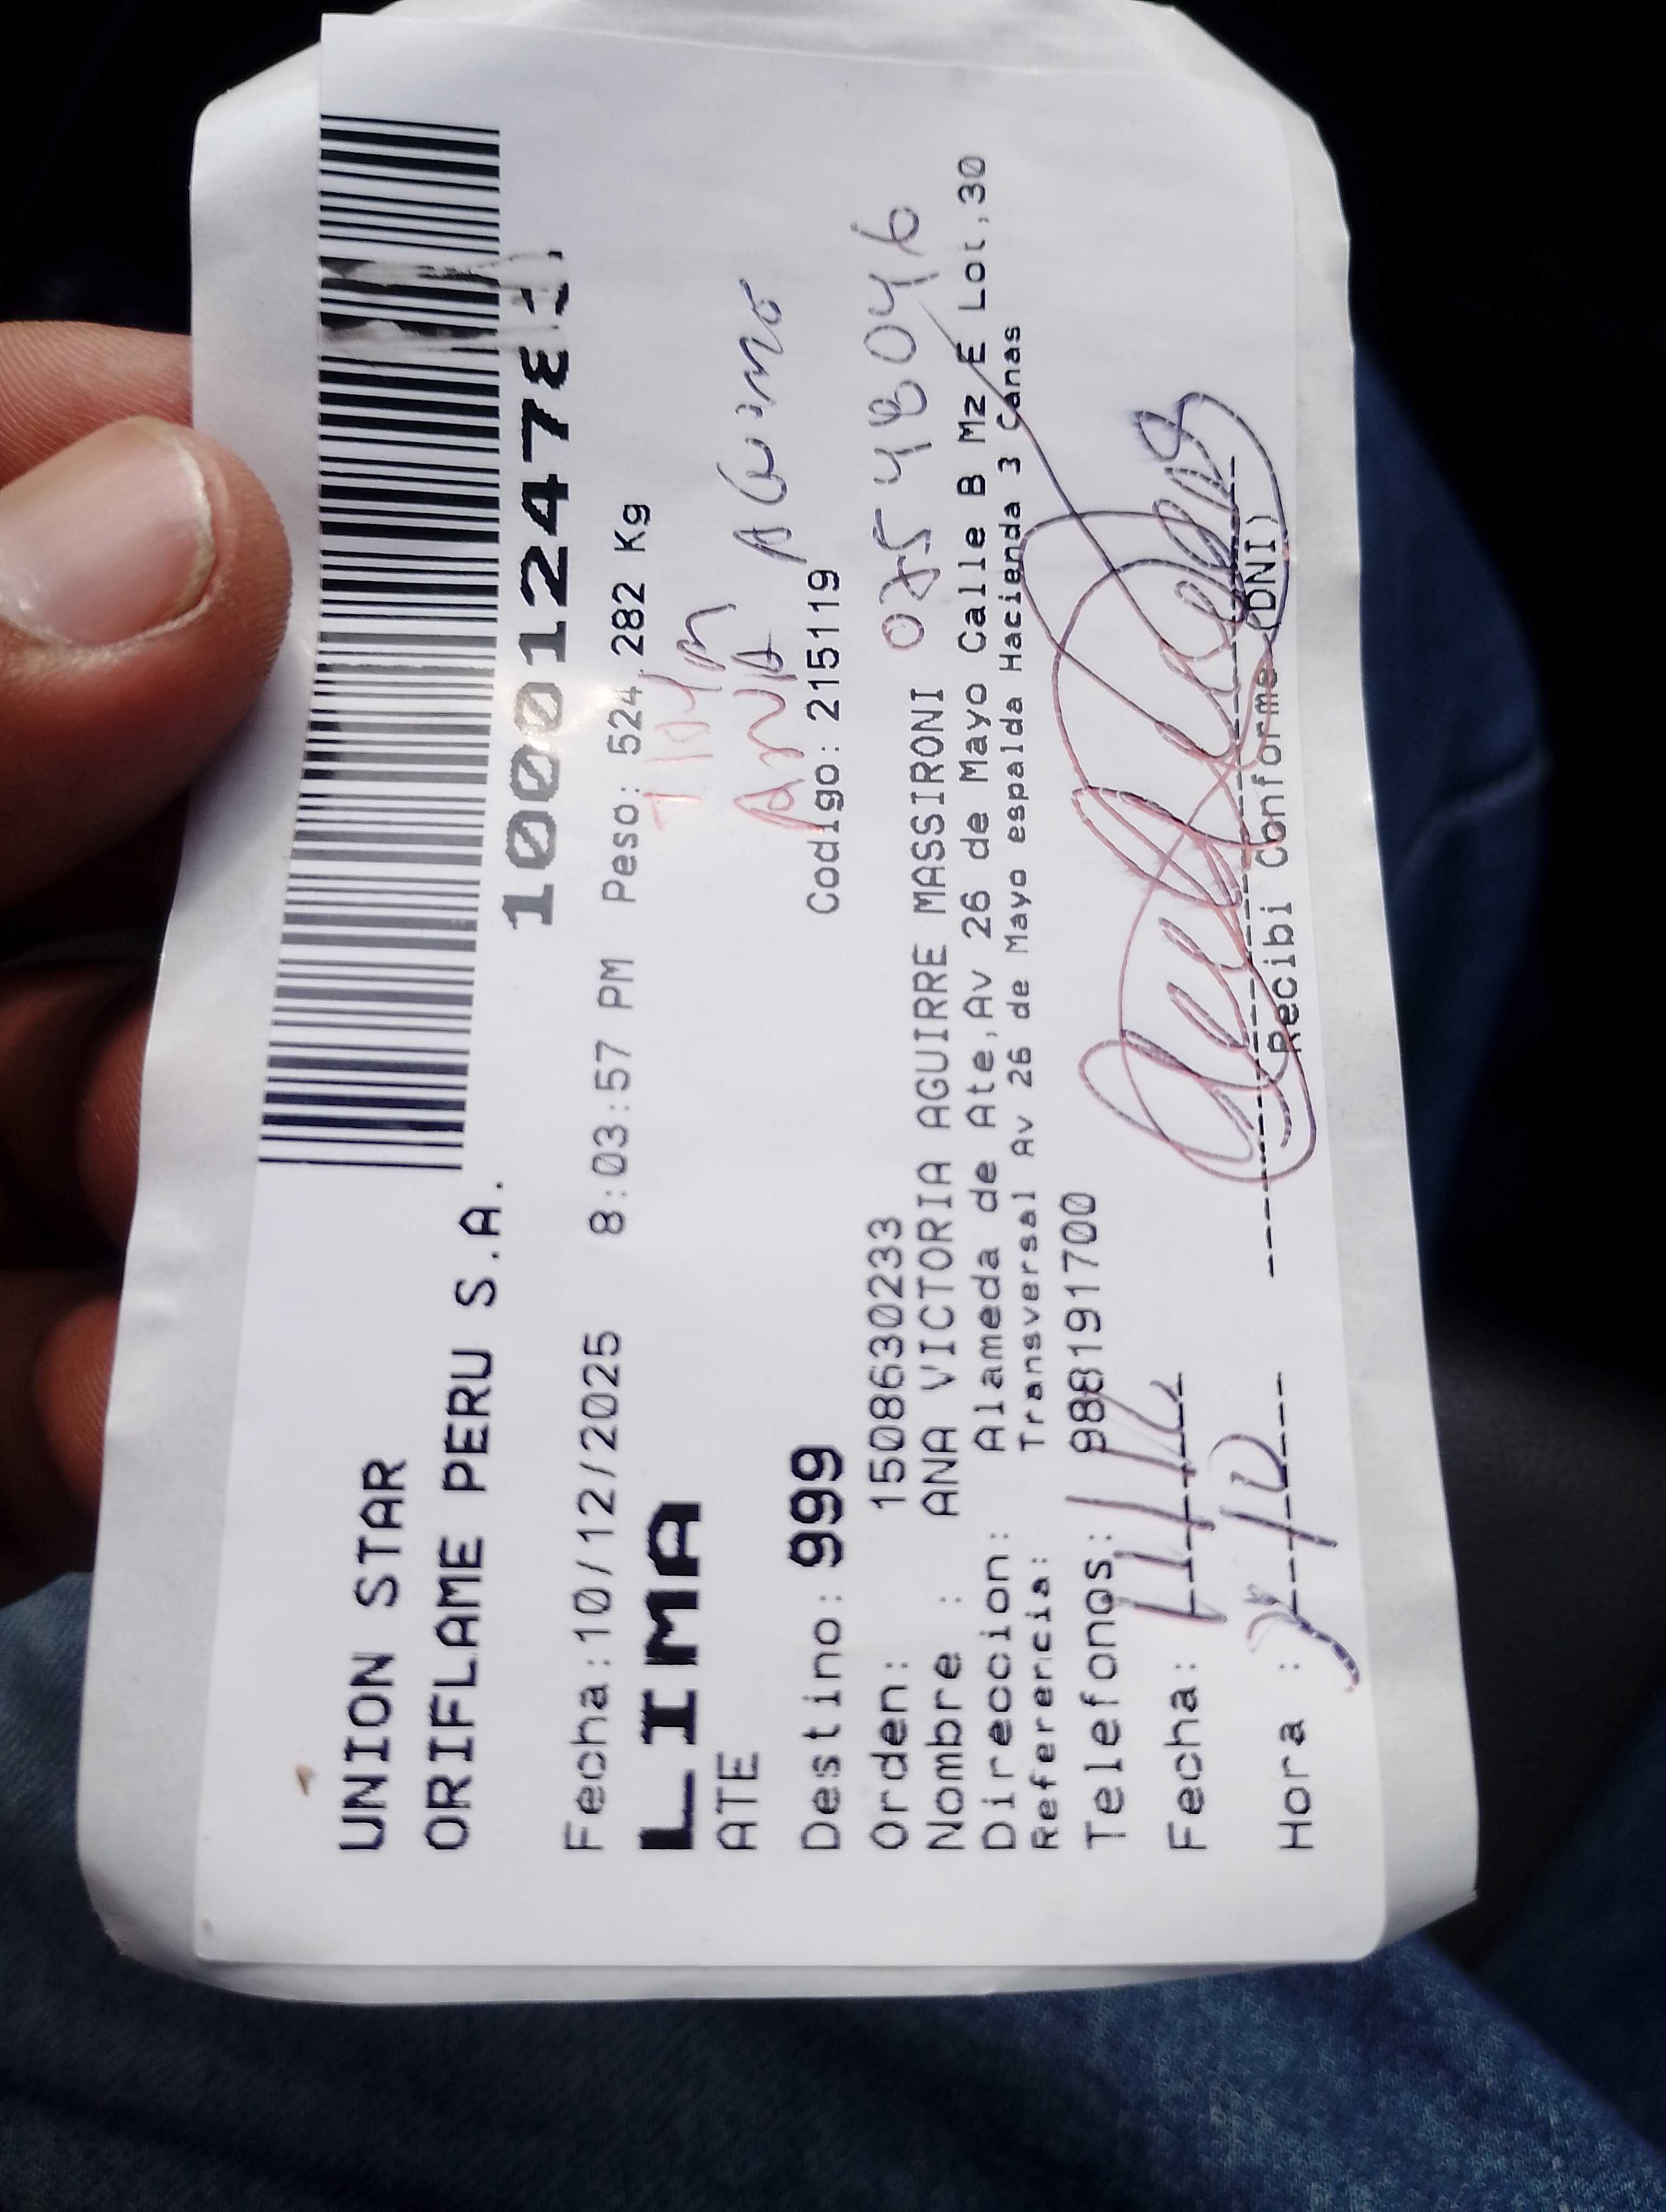 UNION STAR
ORIFLAME PERU S.A.
Fecha:10/12/2025 8:03:57 PM Peso: 524,282 Kg
LIMA
ATE
ANA
Destino: 999 Codigo: 2151119
Orden: 1508630233
Nombre : ANA VICTORIA AGUIRRE MASSIRONI
Direccion: Alameda de Ate,Av 26 de Mayo Calle B Mz E Lot,30
Referencia: Transversal Av 26 de Mayo espalda Hacienda 3 Canas
Telefonos: 988191700
Fecha:
Hora :
Recibi Conforme (DNI)